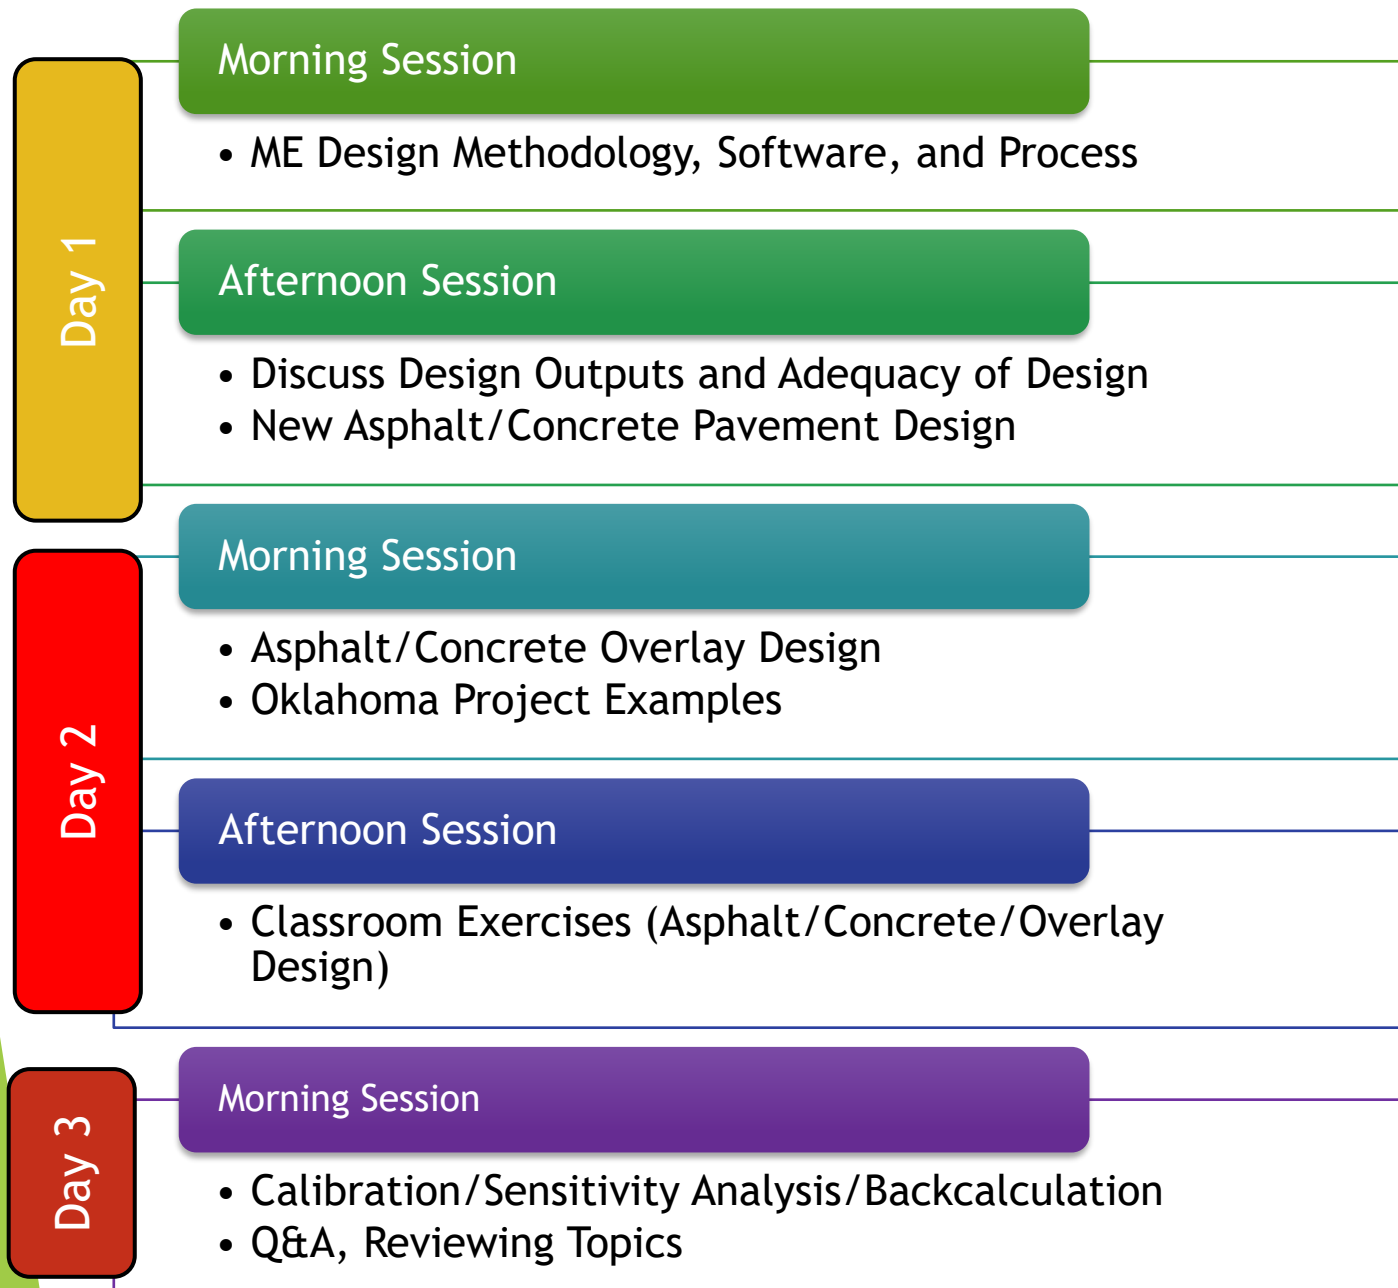 Day 1
Morning Session
• ME Design Methodology, Software, and Process
Afternoon Session
• Discuss Design Outputs and Adequacy of Design
• New Asphalt/Concrete Pavement Design
Day 2
Morning Session
• Asphalt/Concrete Overlay Design
• Oklahoma Project Examples
Afternoon Session
• Classroom Exercises (Asphalt/Concrete/Overlay
Design)
Day 3
Morning Session
• Calibration/Sensitivity Analysis/Backcalculation
• Q&A, Reviewing Topics